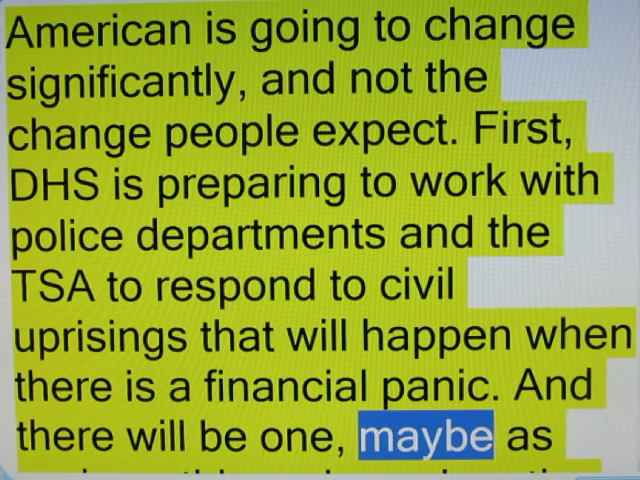 American is going to change
significantly, and not the
change people expect. First,
DHS is preparing to work with
police departments and the
TSA to respond to civil
uprisings that will happen when
there is a financial panic. And
there will be one, maybe as